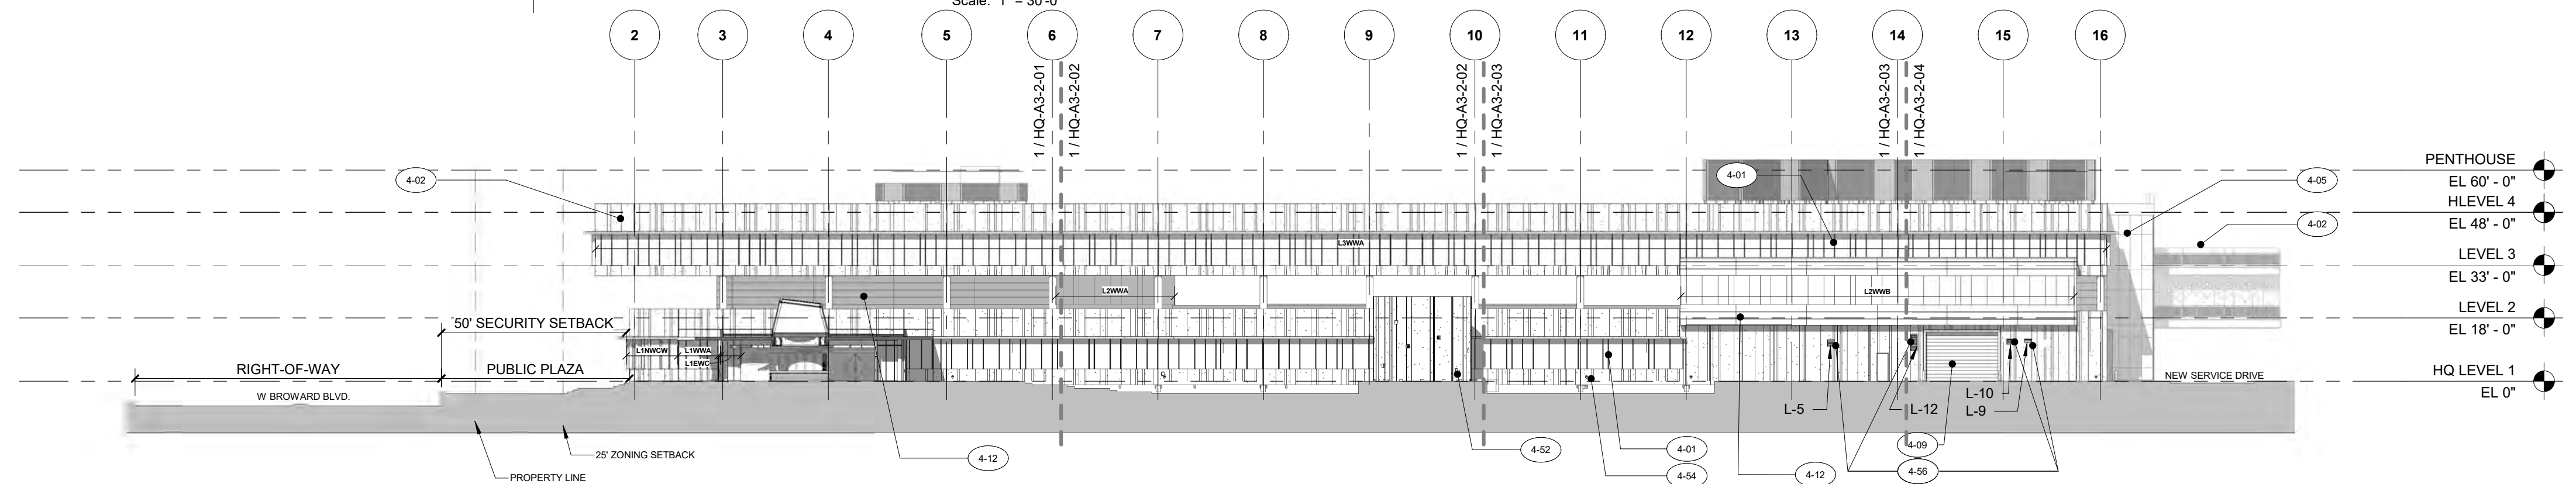 Scale: 1" = 30'-0"
2 3 4 5 6 7 8 9 10 11 12 13 14 15 16
1 / HQ-A3-2-01
1 / HQ-A3-2-02
1 / HQ-A3-2-02
1 / HQ-A3-2-03
1 / HQ-A3-2-03
1 / HQ-A3-2-04
PENTHOUSE
EL 60' - 0"
HLEVEL 4
EL 48' - 0"
LEVEL 3
EL 33' - 0"
LEVEL 2
EL 18' - 0"
HQ LEVEL 1
EL 0"
4-02
4-01
4-05
4-02
L3WWA
L2WWA
L2WWB
50' SECURITY SETBACK
L1NWCW
L1WWA
L1EWC
RIGHT-OF-WAY
PUBLIC PLAZA
W BROWARD BLVD.
NEW SERVICE DRIVE
L-5
L-12
L-10
L-9
25' ZONING SETBACK
PROPERTY LINE
4-12
4-52
4-01
4-54
4-12
4-09
4-56